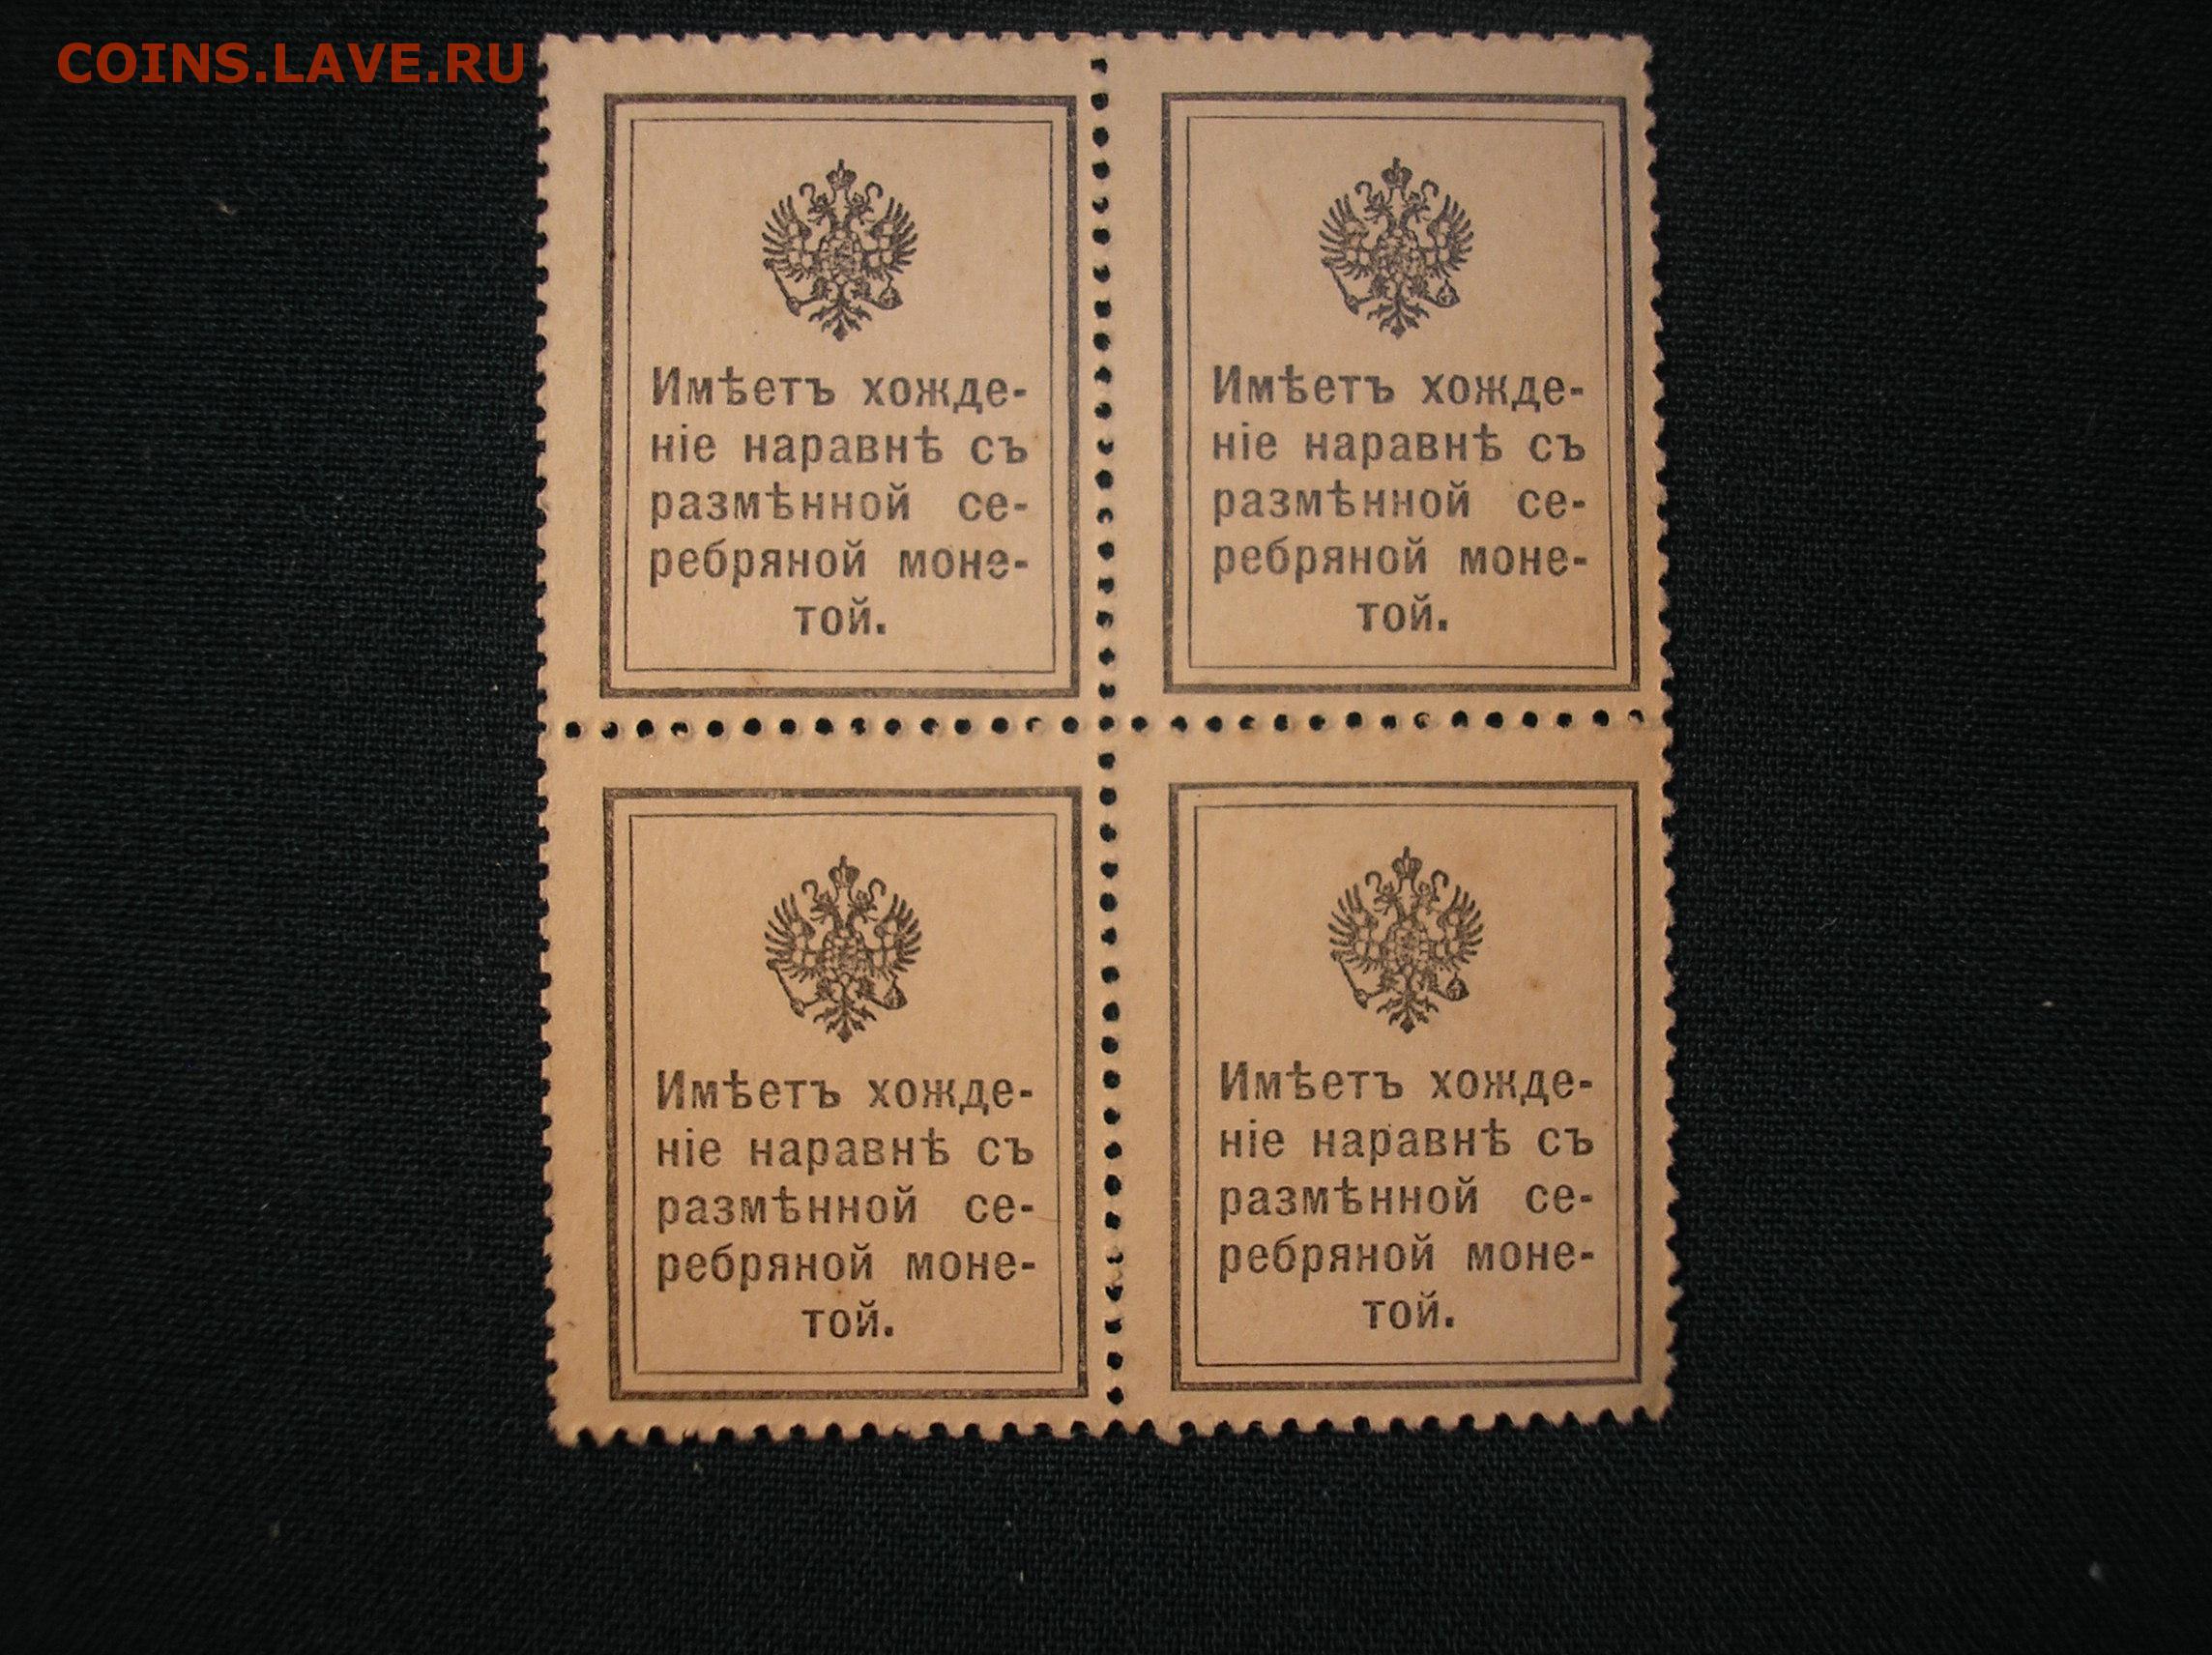 COINS.LAVE.RU
Имѣетъ хожде-
ніе наравнѣ съ
размѣнной се-
ребряной моне-
той.
Имѣетъ хожде-
ніе наравнѣ съ
размѣнной се-
ребряной моне-
той.
Имѣетъ хожде-
ніе наравнѣ съ
размѣнной се-
ребряной моне-
той.
Имѣетъ хожде-
ніе наравнѣ съ
размѣнной се-
ребряной моне-
той.